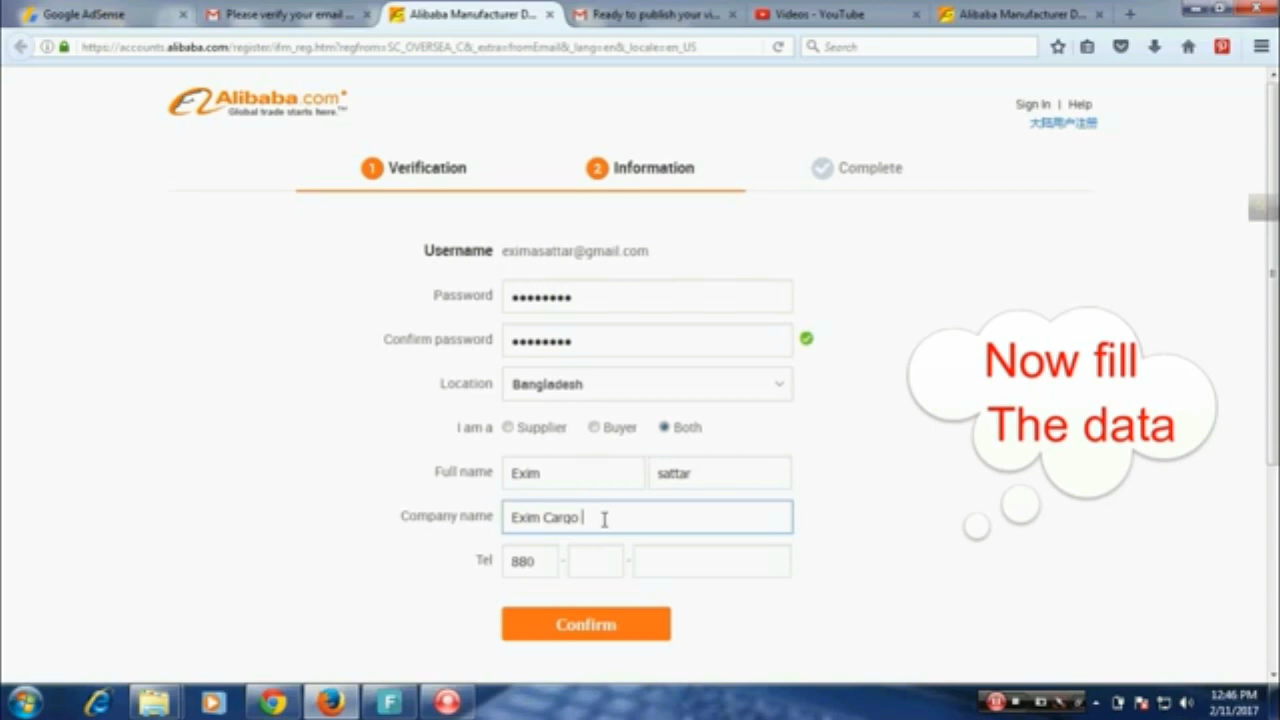 Google AdSense
Please verify your email ...
Alibaba Manufacturer D...
Ready to publish your vi...
Videos - YouTube
Alibaba Manufacturer D...
https://accounts.alibaba.com/register/ifm_reg.htm?regfrom=SC_OVERSEA_C&_extra=fromEmail&_lang=en&_locale=en_US
Search
Alibaba.com
Global trade starts here.™
Sign In | Help
大陆用户注册
1 Verification
2 Information
Complete
Username eximasattar@gmail.com
Password ••••••••
Confirm password ••••••••
Location Bangladesh
I am a Supplier Buyer Both
Full name Exim sattar
Company name Exim Cargo
Tel 880 - -
Confirm
Now fill
The data
12:46 PM
2/11/2017